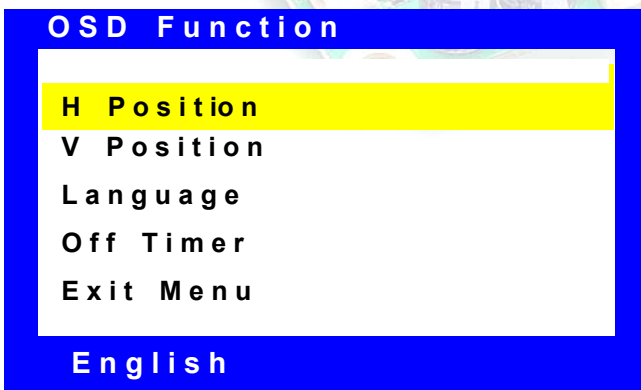 OSD Function
H Position
V Position
Language
Off Timer
Exit Menu
English